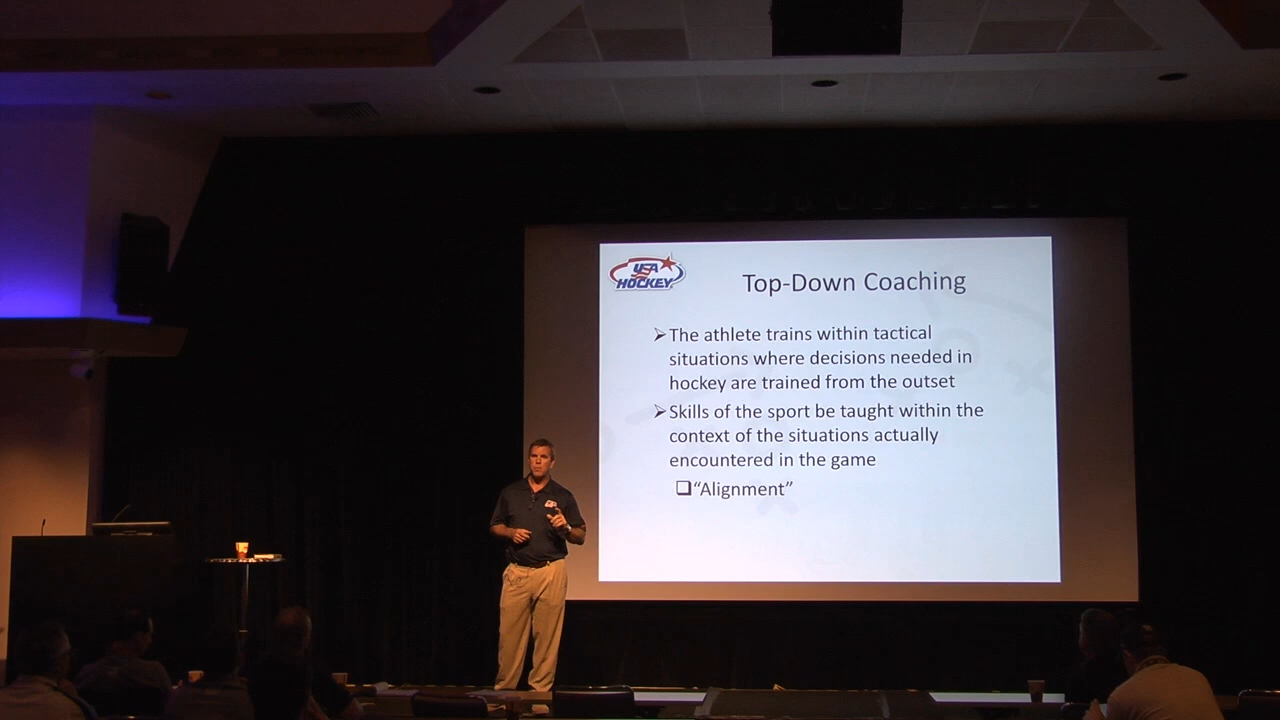 USA
HOCKEY
Top-Down Coaching
➢The athlete trains within tactical
situations where decisions needed in
hockey are trained from the outset
➢Skills of the sport be taught within the
context of the situations actually
encountered in the game
❑“Alignment”